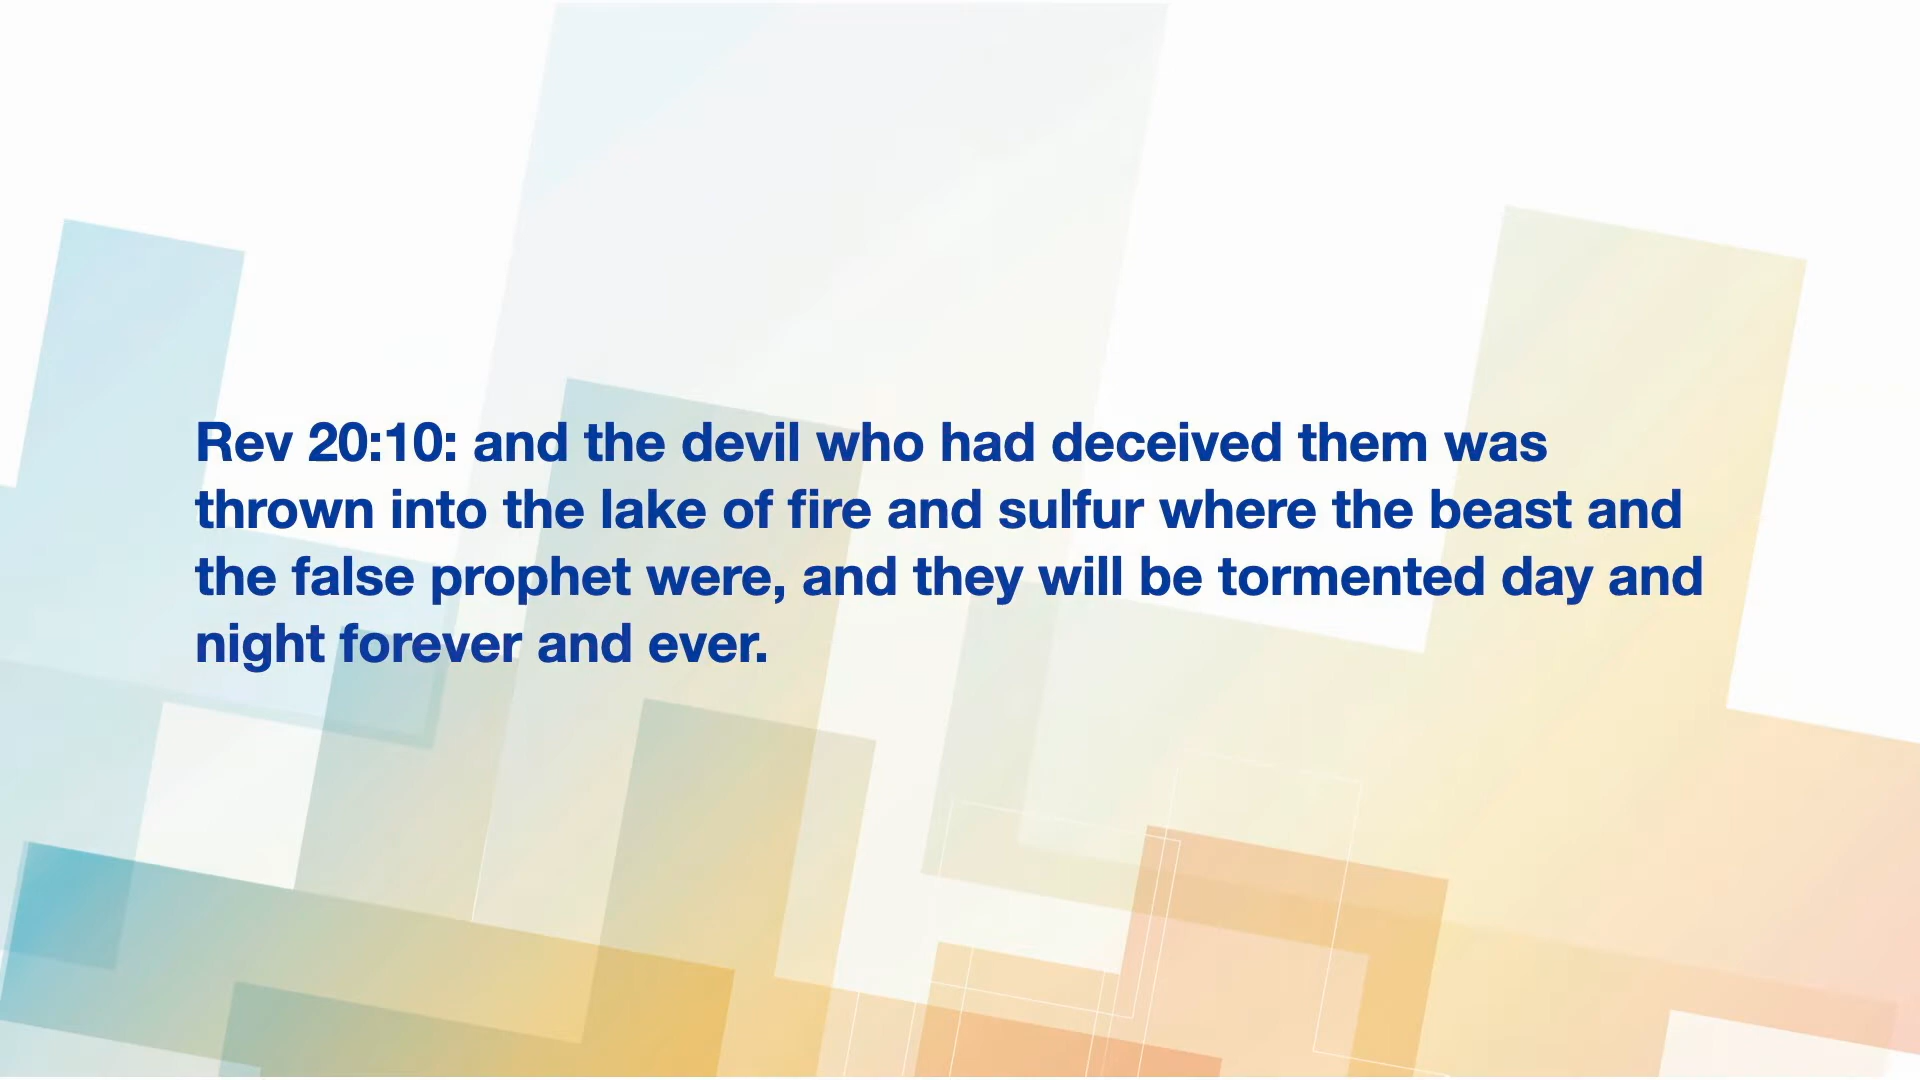 Rev 20:10: and the devil who had deceived them was
thrown into the lake of fire and sulfur where the beast and
the false prophet were, and they will be tormented day and
night forever and ever.